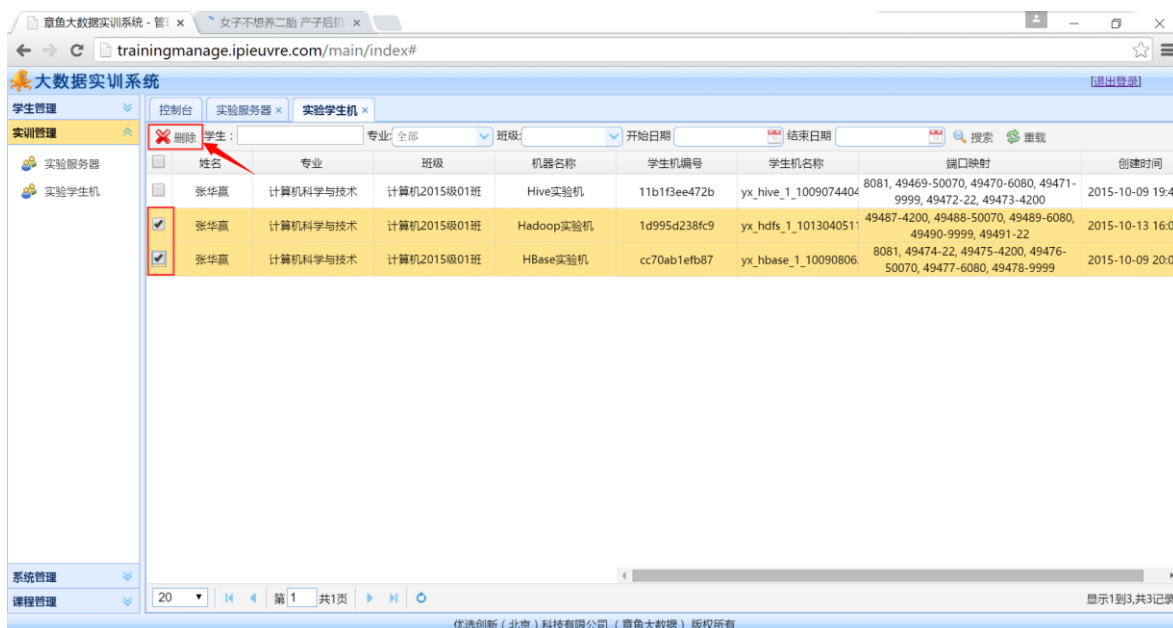 章鱼大数据实训系统 - 管 女子不想养二胎 产子后扔
trainingmanage.ipieuvre.com/main/index#
大数据实训系统 [退出登录]
学生管理 控制台 实验服务器 实验学生机
实训管理 删除 学生： 专业: 全部 班级: 开始日期 结束日期 搜索 重载
姓名 专业 班级 机器名称 学生机编号 学生机名称 端口映射 创建时间
实验服务器
实验学生机
张华赢 计算机科学与技术 计算机2015级01班 Hive实验机 11b1f3ee472b yx_hive_1_1009074404 8081, 49469-50070, 49470-6080, 49471-
9999, 49472-22, 49473-4200 2015-10-09 19:4
张华赢 计算机科学与技术 计算机2015级01班 Hadoop实验机 1d995d238fc9 yx_hdfs_1_101304051 49487-4200, 49488-50070, 49489-6080,
49490-9999, 49491-22 2015-10-13 16:0
张华赢 计算机科学与技术 计算机2015级01班 HBase实验机 cc70ab1efb87 yx_hbase_1_10090806 8081, 49474-22, 49475-4200, 49476-
50070, 49477-6080, 49478-9999 2015-10-09 20:0
系统管理
课程管理 20 第 1 共1页 显示1到3,共3记录
优选创新（北京）科技有限公司（章鱼大数据）版权所有